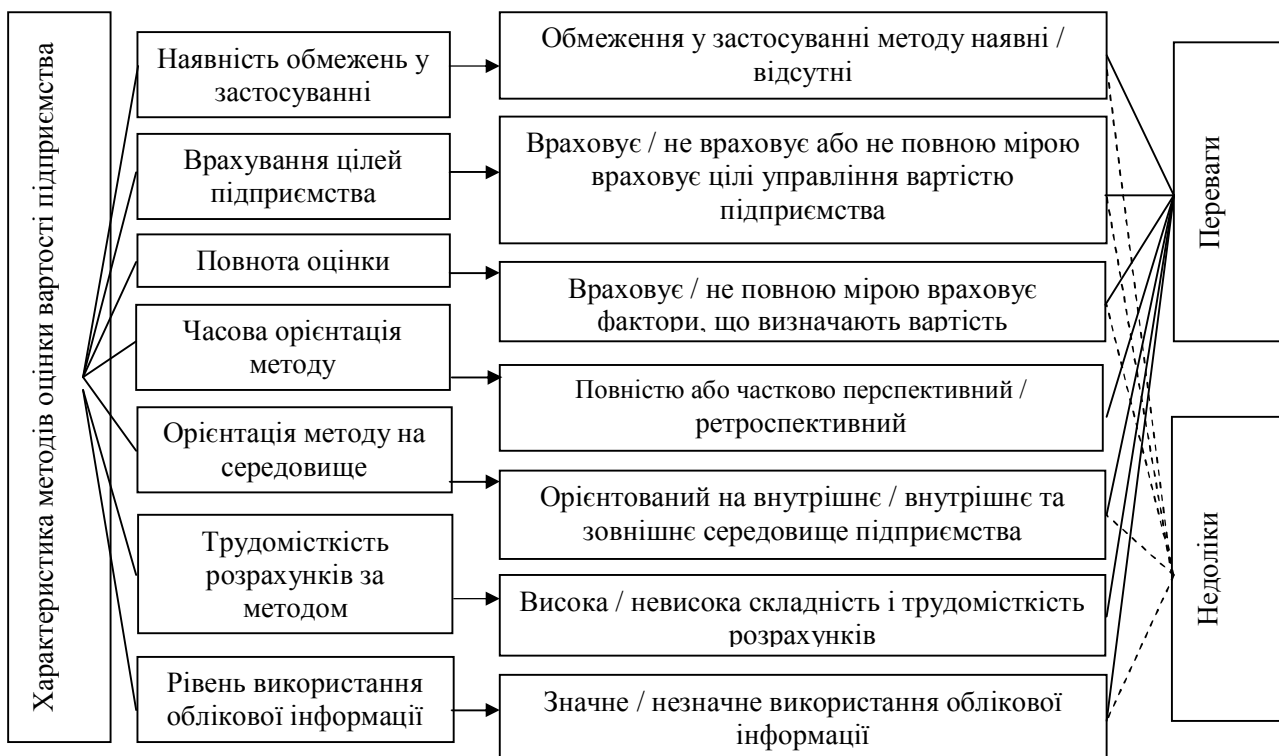 Характеристика методів оцінки вартості підприємства
Наявність обмежень у
застосуванні
Обмеження у застосуванні методу наявні /
відсутні
Врахування цілей
підприємства
Враховує / не враховує або не повною мірою
враховує цілі управління вартістю
підприємства
Повнота оцінки
Враховує / не повною мірою враховує
фактори, що визначають вартість
Часова орієнтація
методу
Повністю або частково перспективний /
ретроспективний
Орієнтація методу на
середовище
Орієнтований на внутрішнє / внутрішнє та
зовнішнє середовище підприємства
Трудомісткість
розрахунків за
методом
Висока / невисока складність і трудомісткість
розрахунків
Рівень використання
облікової інформації
Значне / незначне використання облікової
інформації
Переваги
Недоліки